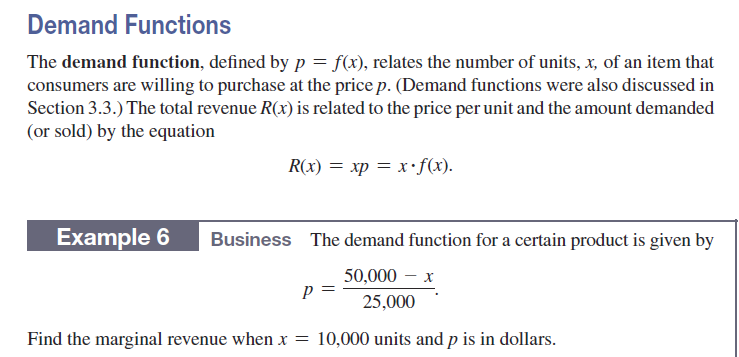 Demand Functions
The demand function, defined by p = f(x), relates the number of units, x, of an item that
consumers are willing to purchase at the price p. (Demand functions were also discussed in
Section 3.3.) The total revenue R(x) is related to the price per unit and the amount demanded
(or sold) by the equation
R(x) = xp = x · f(x).
Example 6 Business The demand function for a certain product is given by
p = (50,000 − x) / 25,000.
Find the marginal revenue when x = 10,000 units and p is in dollars.